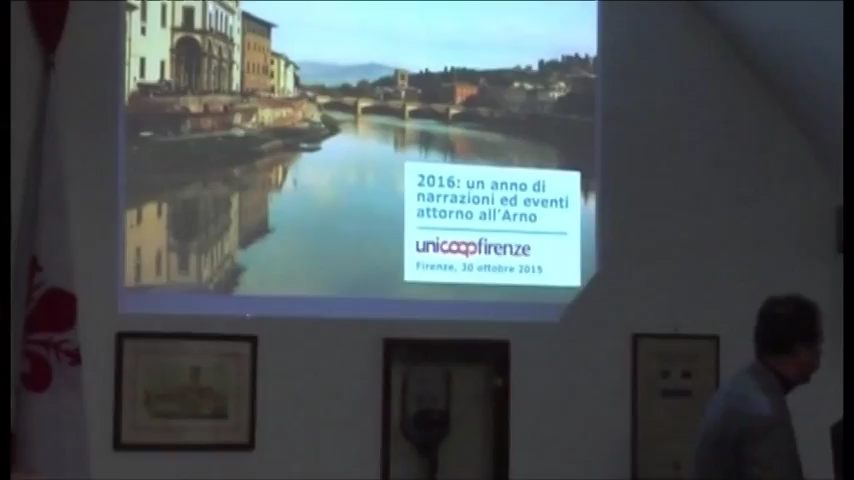 2016: un anno di
narrazioni ed eventi
attorno all'Arno
unicoopfirenze
Firenze, 30 ottobre 2015